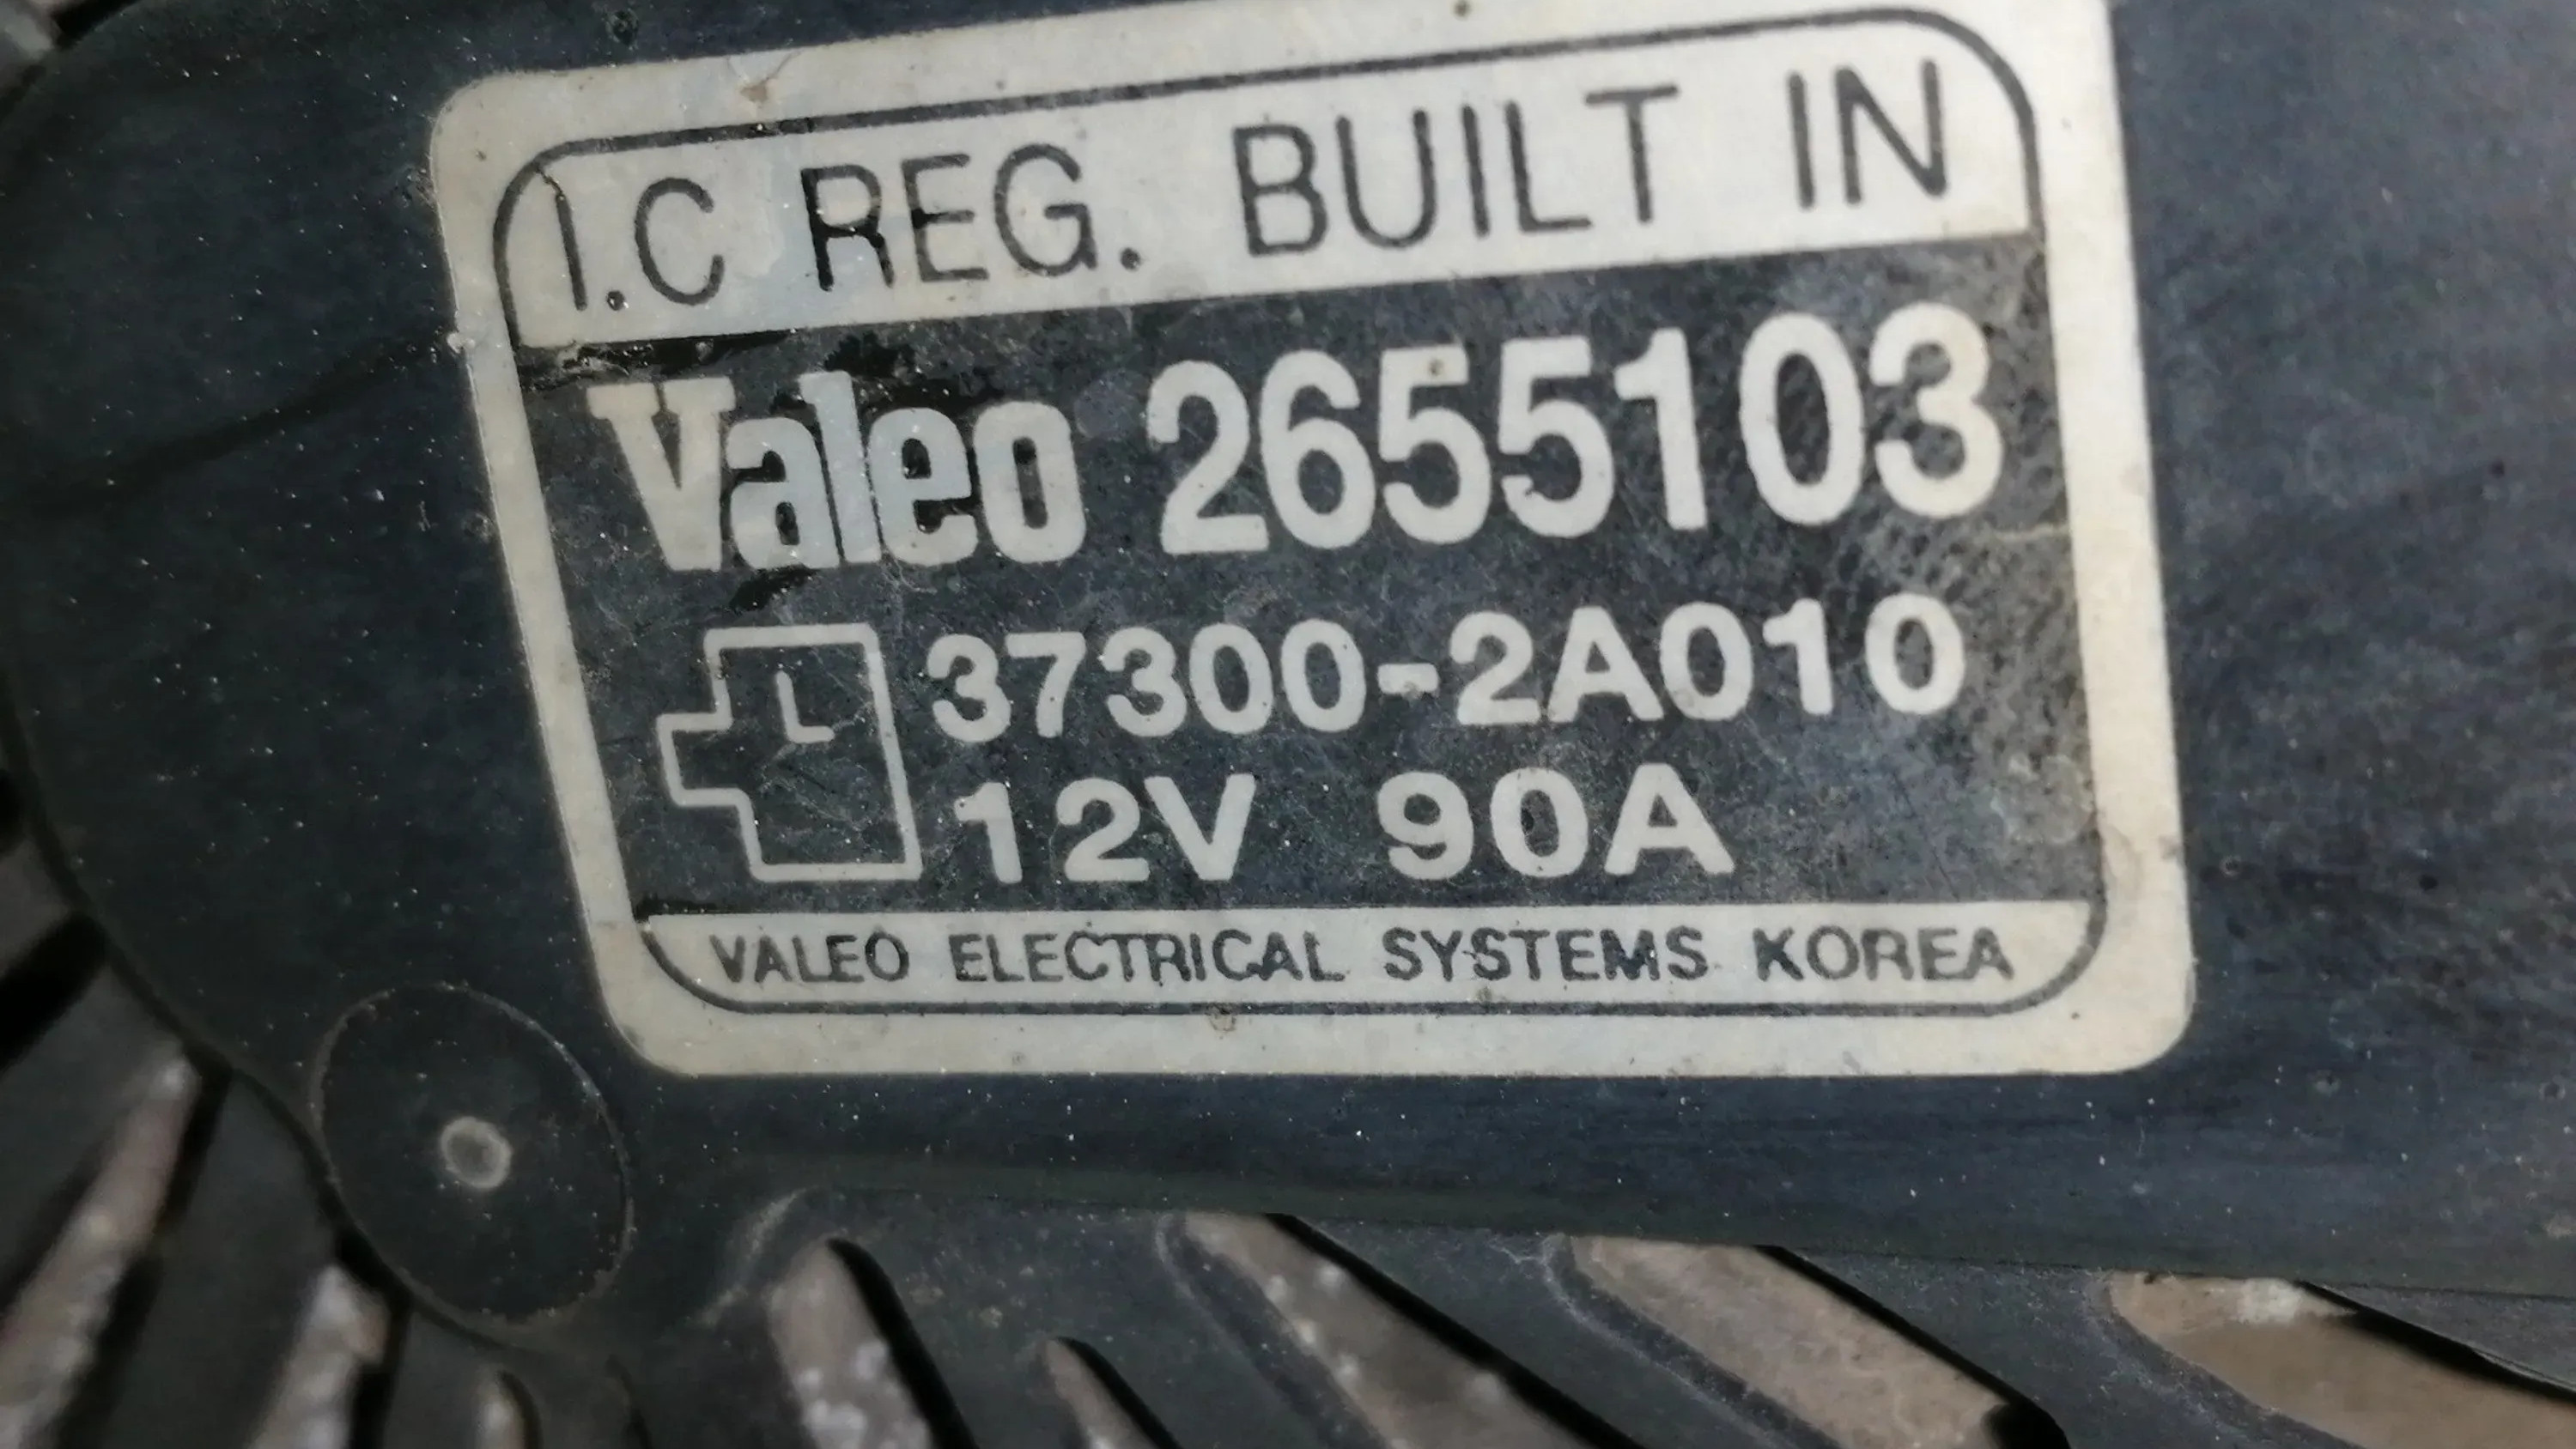 I.C REG. BUILT IN
Valeo 2655103
L 37300-2A010
12V 90A
VALEO ELECTRICAL SYSTEMS KOREA